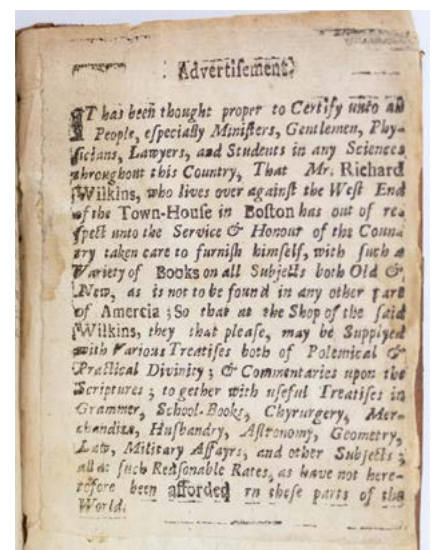 Advertiſement.
IT has been thought proper to Certify unto all
People, eſpecially Miniſters, Gentlemen, Phy-
ſicians, Lawyers, and Students in any Sciences
throughout this Country, That Mr. Richard
Wilkins, who lives over againſt the Weſt End
of the Town-Houſe in Boſton has out of re-
ſpect unto the Service & Honour of the Coun-
try taken care to furniſh himſelf, with ſuch a
Variety of Books on all Subjects both Old &
New, as is not to be found in any other part
of Amercia; So that at the Shop of the ſaid
Wilkins, they that pleaſe, may be Supplyed
with Various Treatiſes both of Polemical &
Practical Divinity; & Commentaries upon the
Scriptures; to gether with uſeful Treatiſes in
Grammer, School-Books, Chyrurgery, Mer-
chandize, Husbandry, Aſtronomy, Geometry,
Law, Military Affayrs, and other Subjects;
all at ſuch Reaſonable Rates, as have not here-
tofore been afforded in theſe parts of the
World.